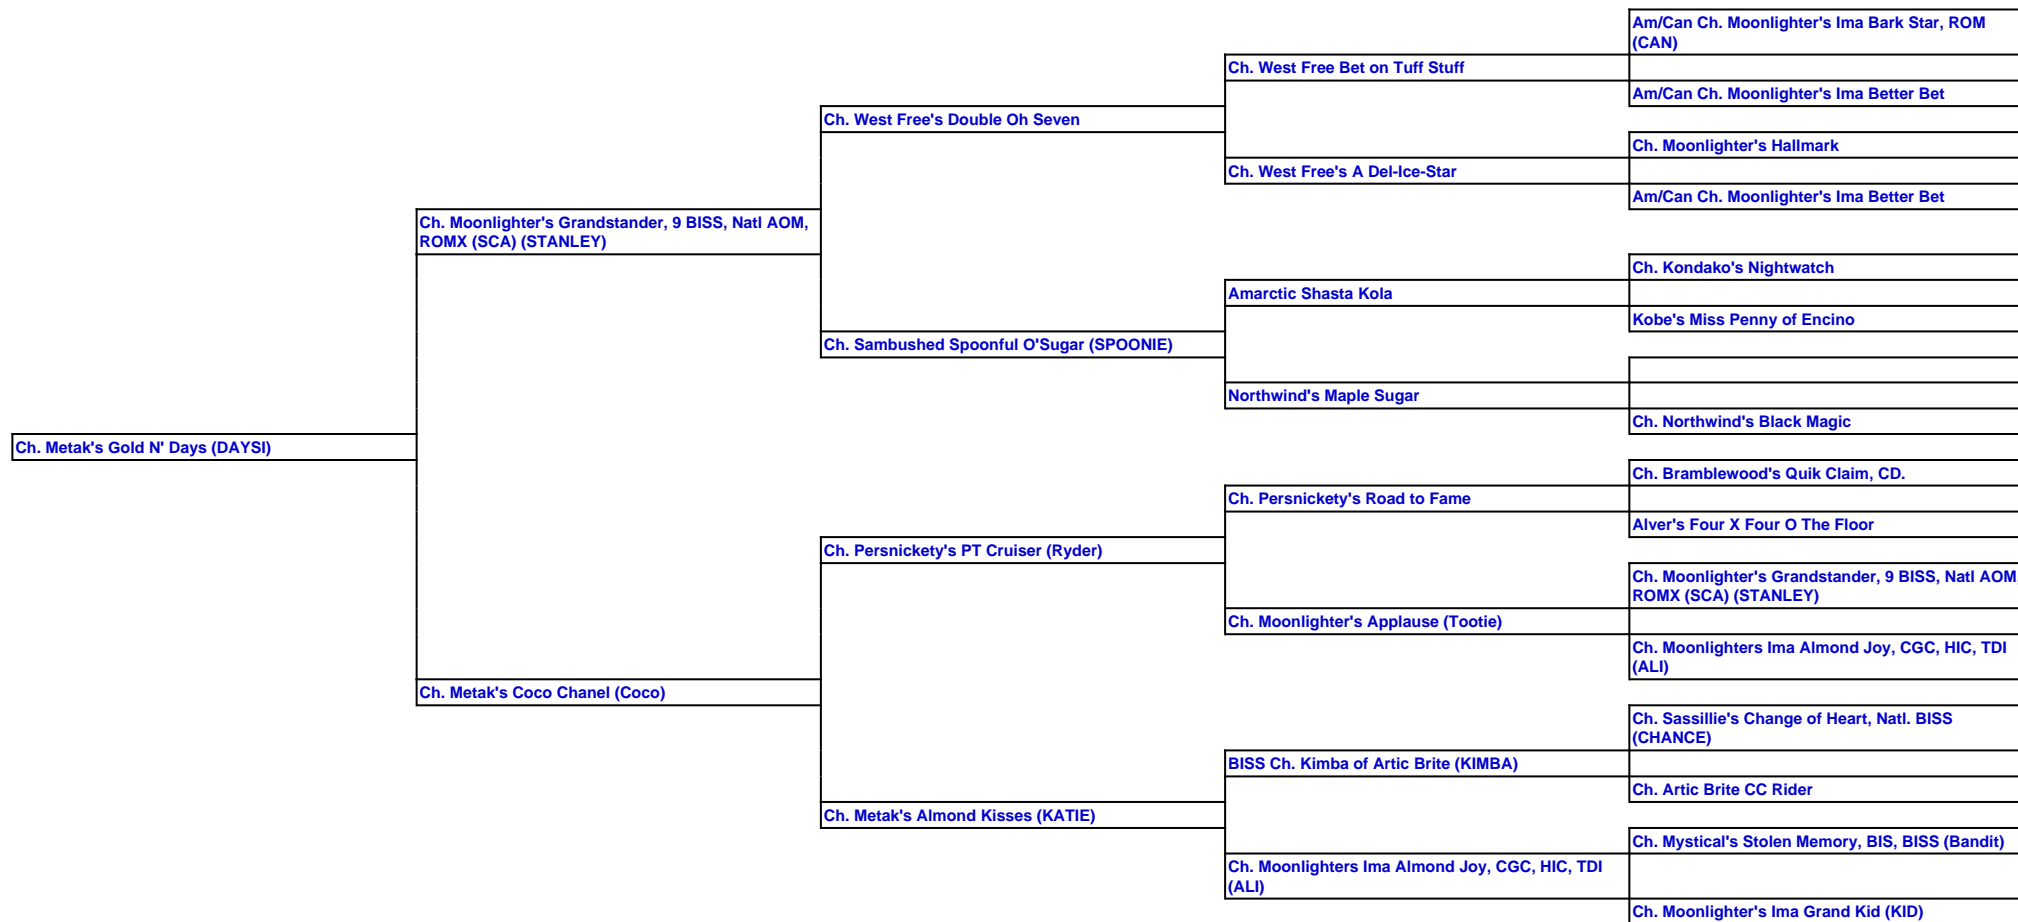 Am/Can Ch. Moonlighter's Ima Bark Star, ROM
(CAN)
Ch. West Free Bet on Tuff Stuff
Am/Can Ch. Moonlighter's Ima Better Bet
Ch. West Free's Double Oh Seven
Ch. Moonlighter's Hallmark
Ch. West Free's A Del-Ice-Star
Am/Can Ch. Moonlighter's Ima Better Bet
Ch. Moonlighter's Grandstander, 9 BISS, Natl AOM,
ROMX (SCA) (STANLEY)
Ch. Kondako's Nightwatch
Amarctic Shasta Kola
Kobe's Miss Penny of Encino
Ch. Sambushed Spoonful O'Sugar (SPOONIE)
Northwind's Maple Sugar
Ch. Northwind's Black Magic
Ch. Metak's Gold N' Days (DAYSI)
Ch. Bramblewood's Quik Claim, CD.
Ch. Persnickety's Road to Fame
Alver's Four X Four O The Floor
Ch. Persnickety's PT Cruiser (Ryder)
Ch. Moonlighter's Grandstander, 9 BISS, Natl AOM,
ROMX (SCA) (STANLEY)
Ch. Moonlighter's Applause (Tootie)
Ch. Moonlighters Ima Almond Joy, CGC, HIC, TDI
(ALI)
Ch. Metak's Coco Chanel (Coco)
Ch. Sassillie's Change of Heart, Natl. BISS
(CHANCE)
BISS Ch. Kimba of Artic Brite (KIMBA)
Ch. Artic Brite CC Rider
Ch. Metak's Almond Kisses (KATIE)
Ch. Mystical's Stolen Memory, BIS, BISS (Bandit)
Ch. Moonlighters Ima Almond Joy, CGC, HIC, TDI
(ALI)
Ch. Moonlighter's Ima Grand Kid (KID)